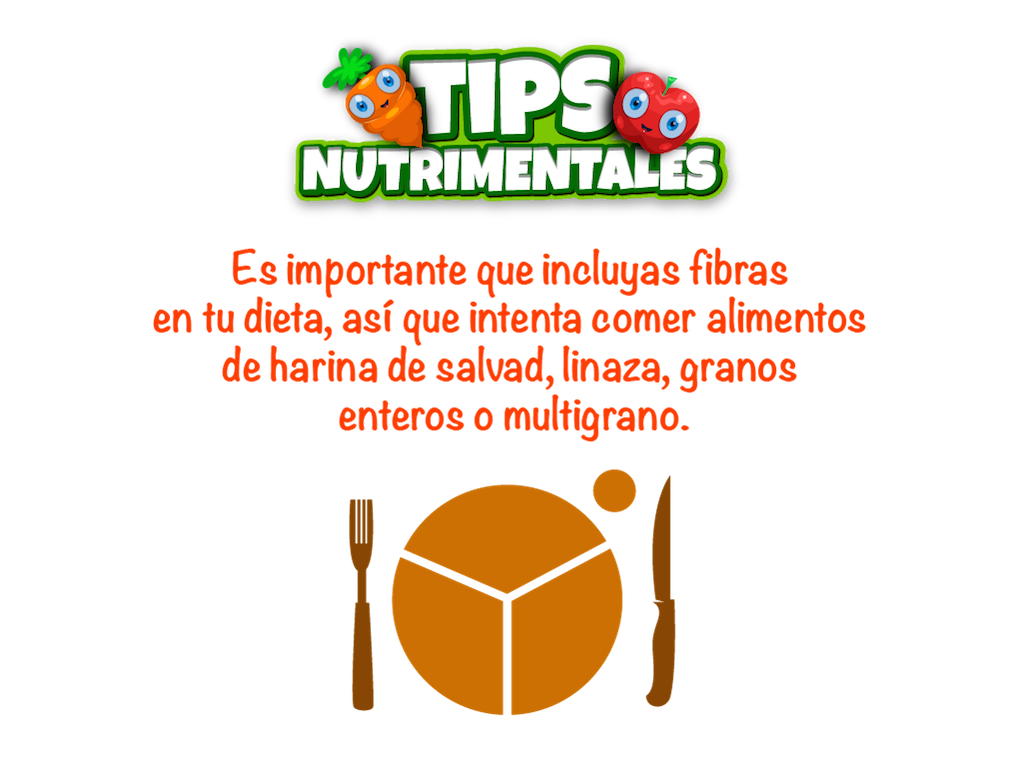 TIPS
NUTRIMENTALES
Es importante que incluyas fibras
en tu dieta, así que intenta comer alimentos
de harina de salvad, linaza, granos
enteros o multigrano.